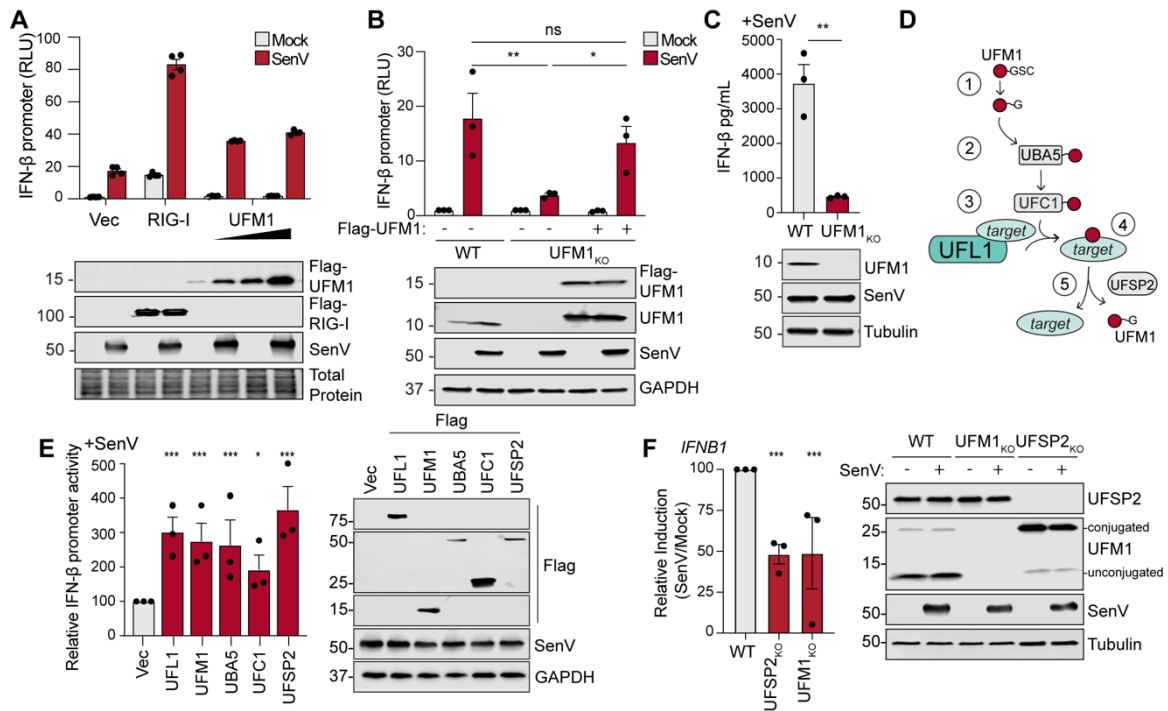 A
IFN-β promoter (RLU)
100
80
60
40
20
0
Mock
SenV
Vec
RIG-I
UFM1
15
Flag-
UFM1
100
Flag-
RIG-I
50
SenV
Total
Protein
B
IFN-β promoter (RLU)
30
20
10
0
ns
**
*
Mock
SenV
Flag-UFM1: - - - - + +
WT
UFM1KO
15
Flag-
UFM1
10
UFM1
50
SenV
37
GAPDH
C
+SenV
**
IFN-β pg/mL
5000
4000
3000
2000
1000
0
WT UFM1KO
10
UFM1
50
SenV
50
Tubulin
D
UFM1
GSC
1
G
2
UBA5
3
UFC1
target
UFL1
4
target
5
UFSP2
target
G
UFM1
E
+SenV
Relative IFN-β promoter activity
500
400
300
200
100
0
*** *** *** * ***
Vec
UFL1
UFM1
UBA5
UFC1
UFSP2
Flag
Vec
UFL1
UFM1
UBA5
UFC1
UFSP2
75
50
25
15
Flag
50
SenV
37
GAPDH
F
IFNB1
Relative Induction
(SenV/Mock)
100
75
50
25
0
*** ***
WT
UFSP2KO
UFM1KO
WT UFM1KO UFSP2KO
SenV: - + - + - +
50
UFSP2
25
conjugated
UFM1
15
unconjugated
50
SenV
50
Tubulin